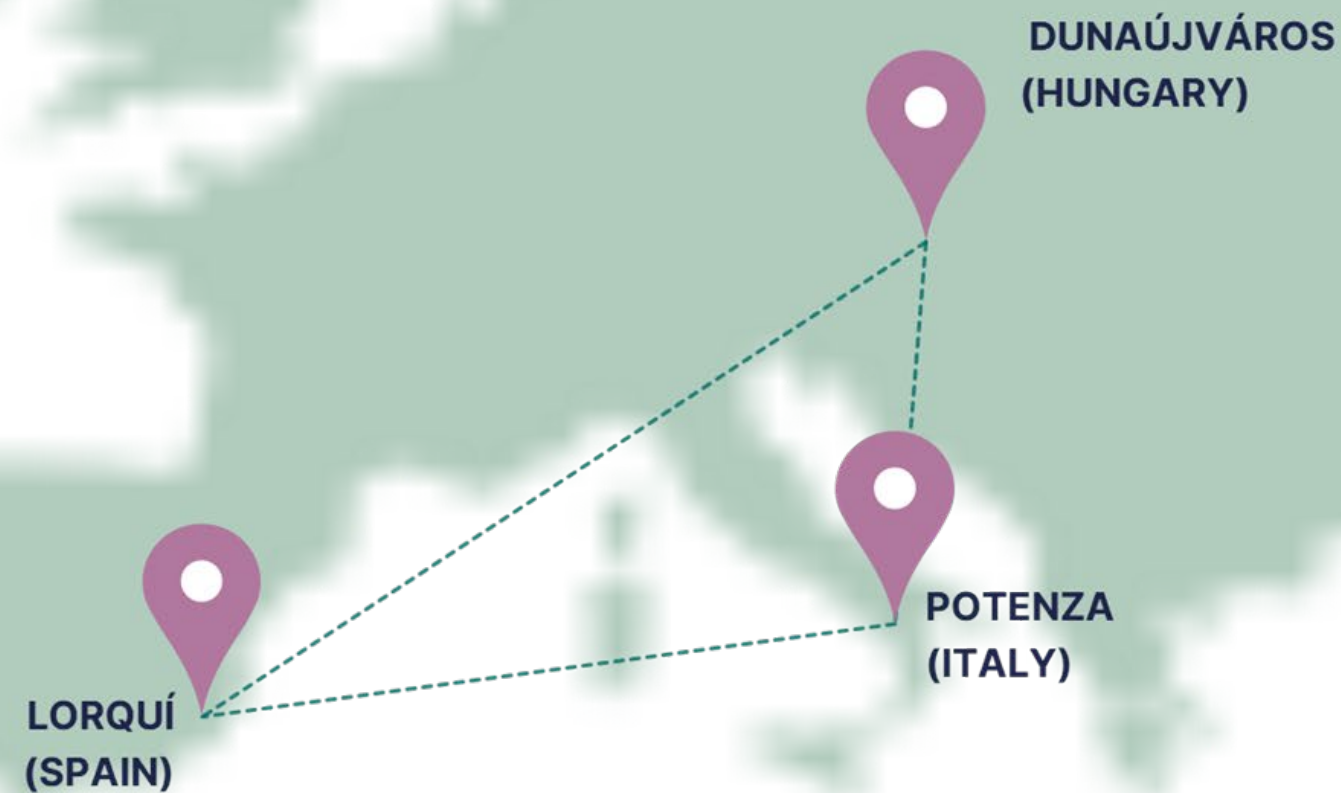 DUNAÚJVÁROS
(HUNGARY)
POTENZA
(ITALY)
LORQUÍ
(SPAIN)